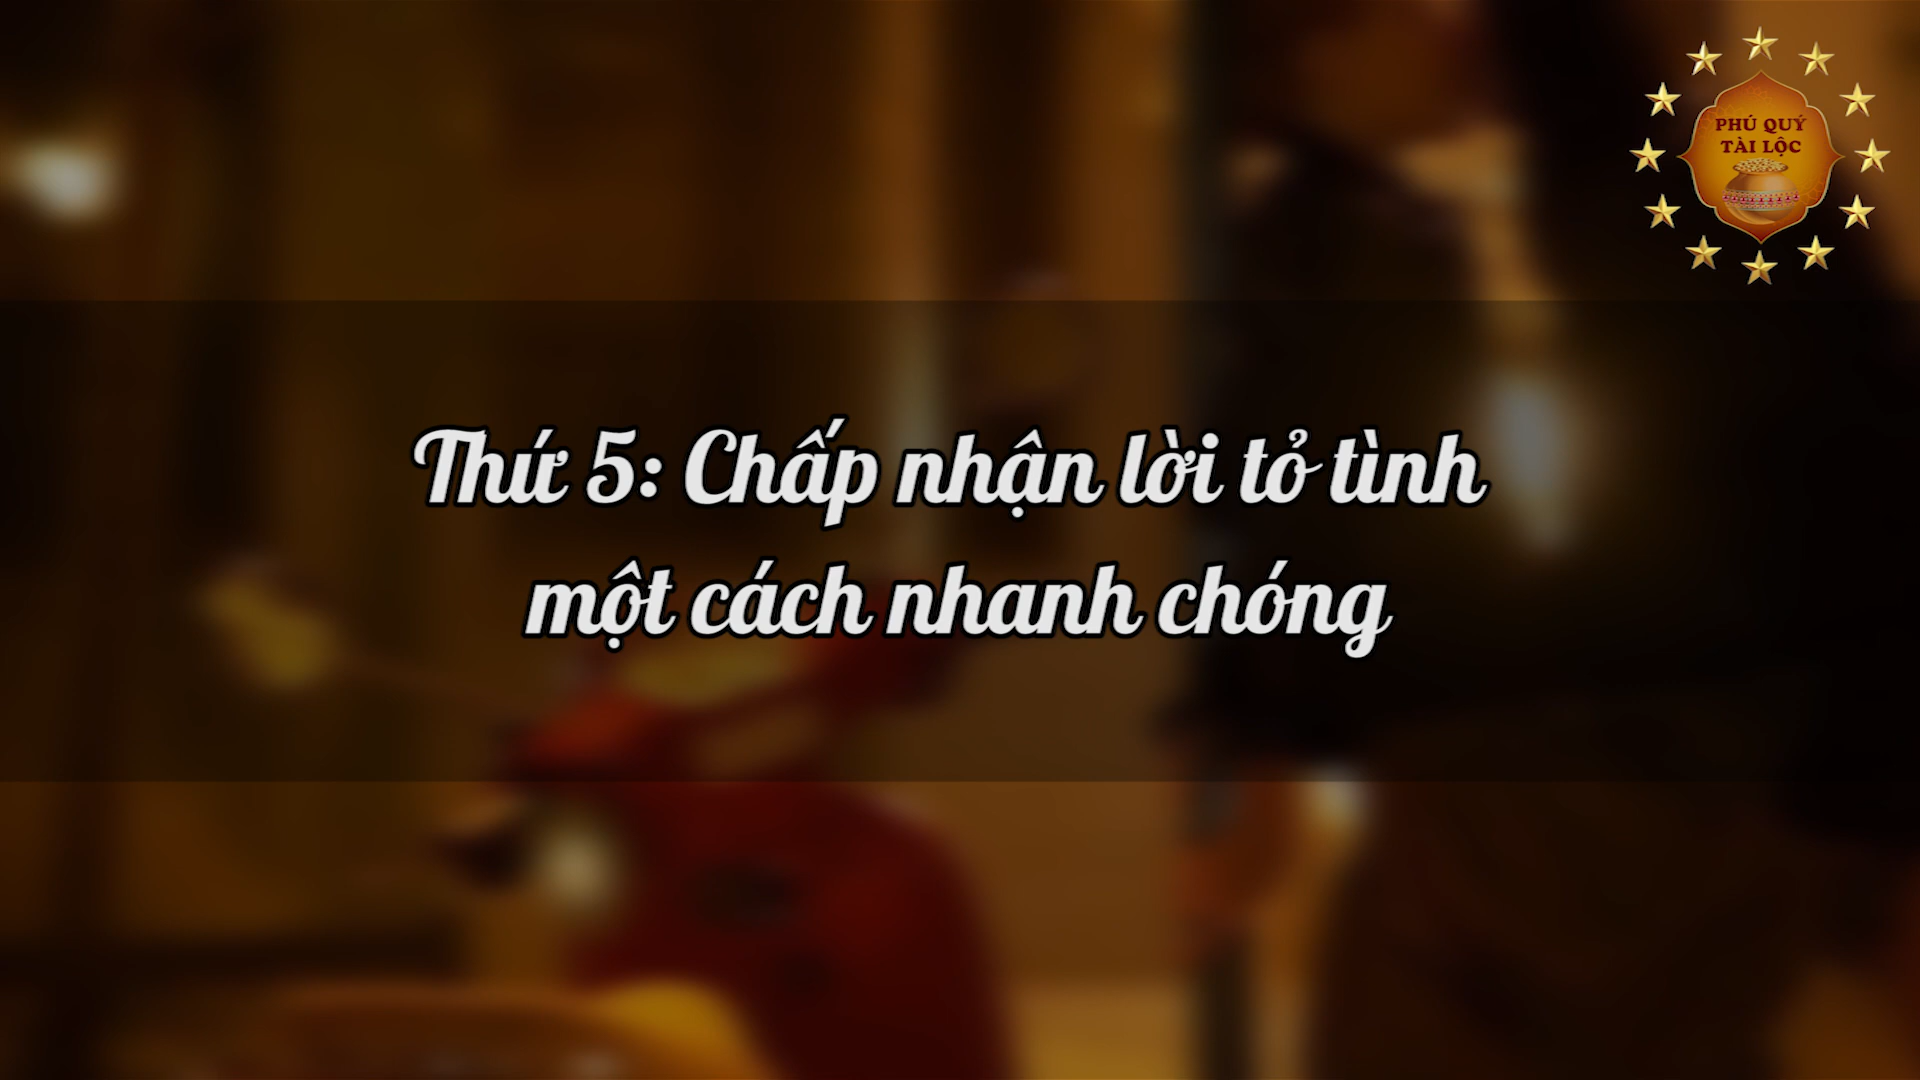 PHÚ QUÝ
TÀI LỘC
Thứ 5: Chấp nhận lời tỏ tình
một cách nhanh chóng